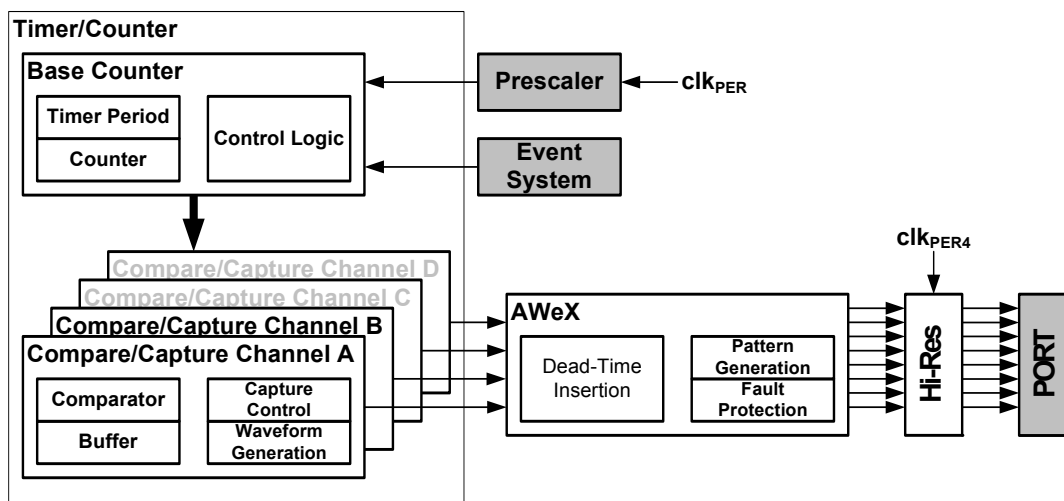 Timer/Counter
Base Counter
Timer Period
Counter
Control Logic
Prescaler
clkPER
Event
System
Compare/Capture Channel D
Compare/Capture Channel C
Compare/Capture Channel B
Compare/Capture Channel A
Comparator
Buffer
Capture
Control
Waveform
Generation
AWeX
Dead-Time
Insertion
Pattern
Generation
Fault
Protection
clkPER4
Hi-Res
PORT